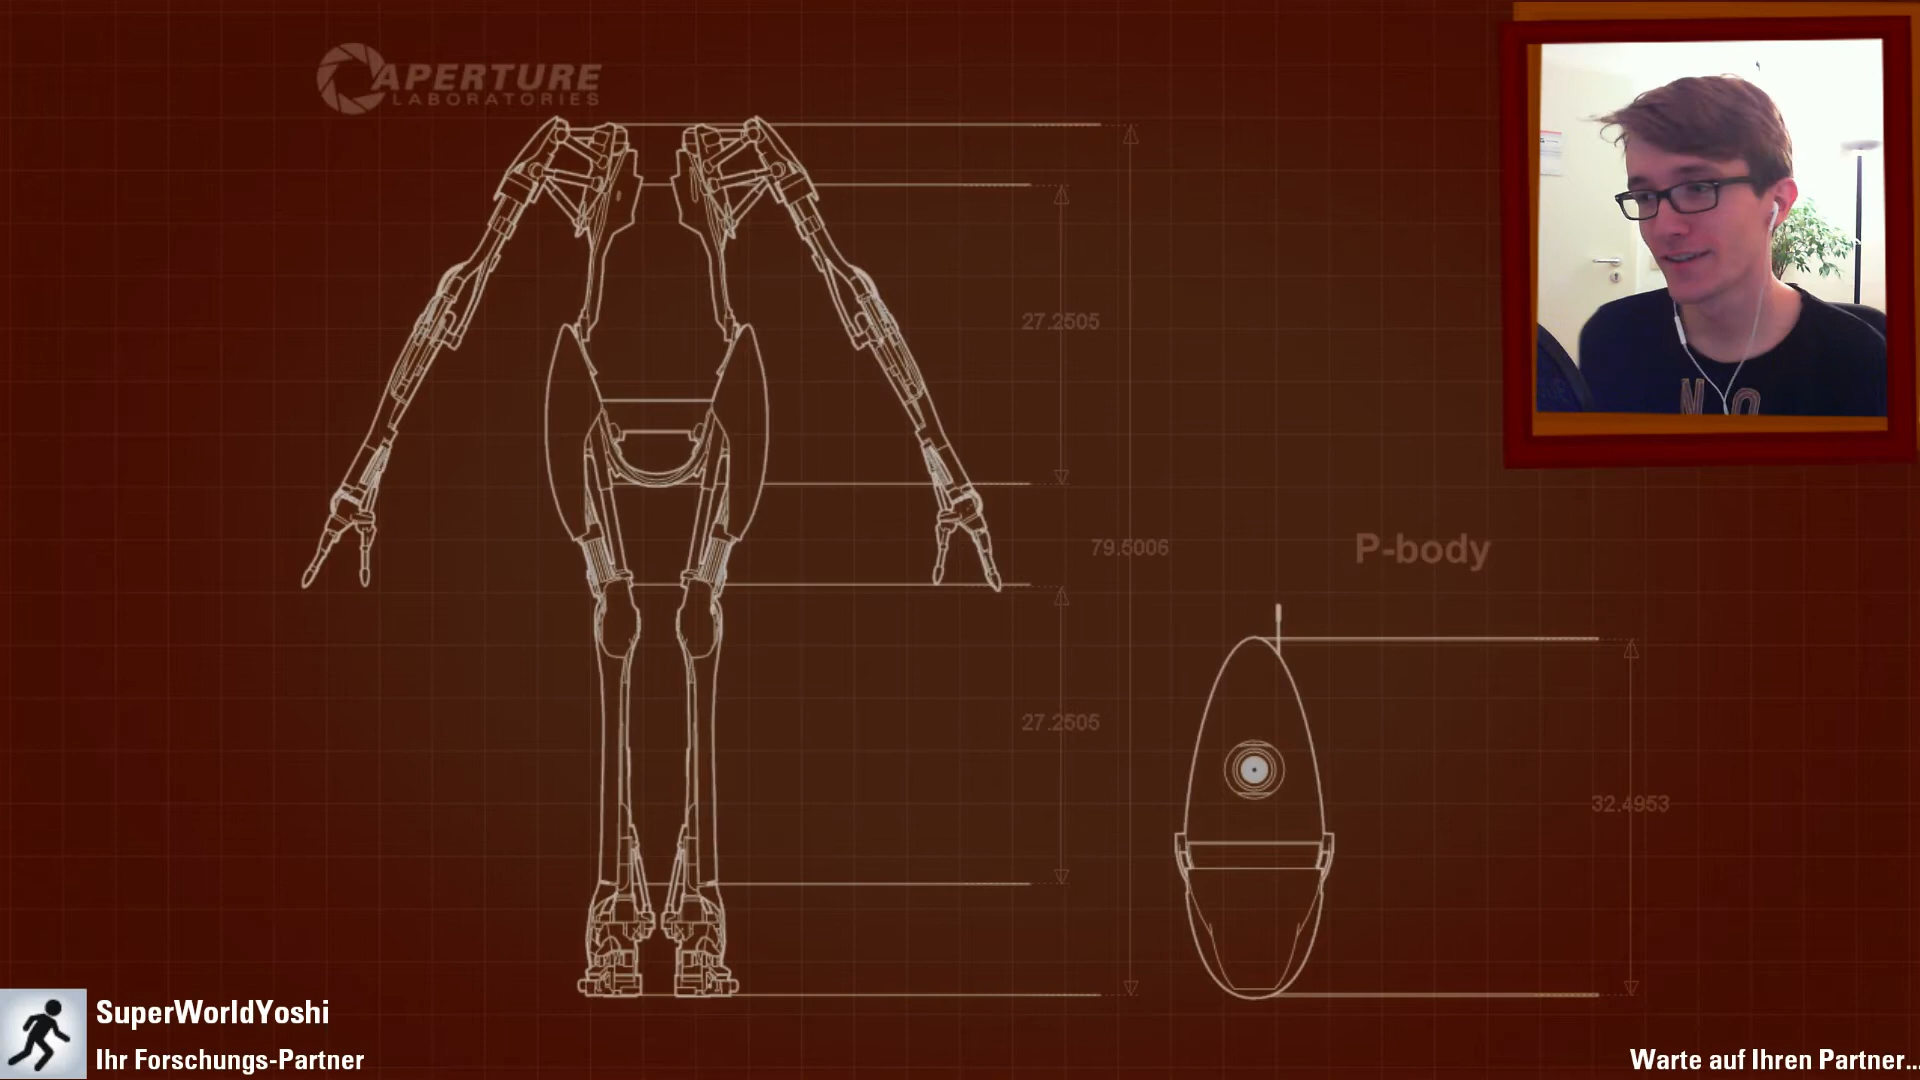 APERTURE
LABORATORIES
27.2505
79.5006
P-body
27.2505
32.4953
NO
SuperWorldYoshi
Ihr Forschungs-Partner
Warte auf Ihren Partner...